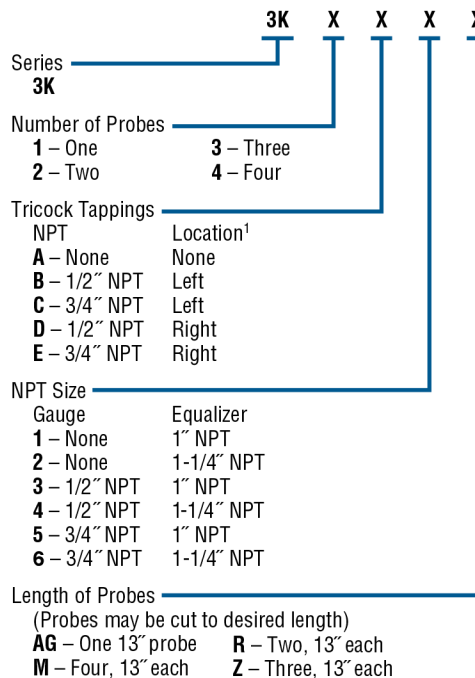 3K X X X X
Series
3K
Number of Probes
1 – One 3 – Three
2 – Two 4 – Four
Tricock Tappings
NPT Location1
A – None None
B – 1/2˝ NPT Left
C – 3/4˝ NPT Left
D – 1/2˝ NPT Right
E – 3/4˝ NPT Right
NPT Size
Gauge Equalizer
1 – None 1˝ NPT
2 – None 1-1/4˝ NPT
3 – 1/2˝ NPT 1˝ NPT
4 – 1/2˝ NPT 1-1/4˝ NPT
5 – 3/4˝ NPT 1˝ NPT
6 – 3/4˝ NPT 1-1/4˝ NPT
Length of Probes
(Probes may be cut to desired length)
AG – One 13˝ probe R – Two, 13˝ each
M – Four, 13˝ each Z – Three, 13˝ each